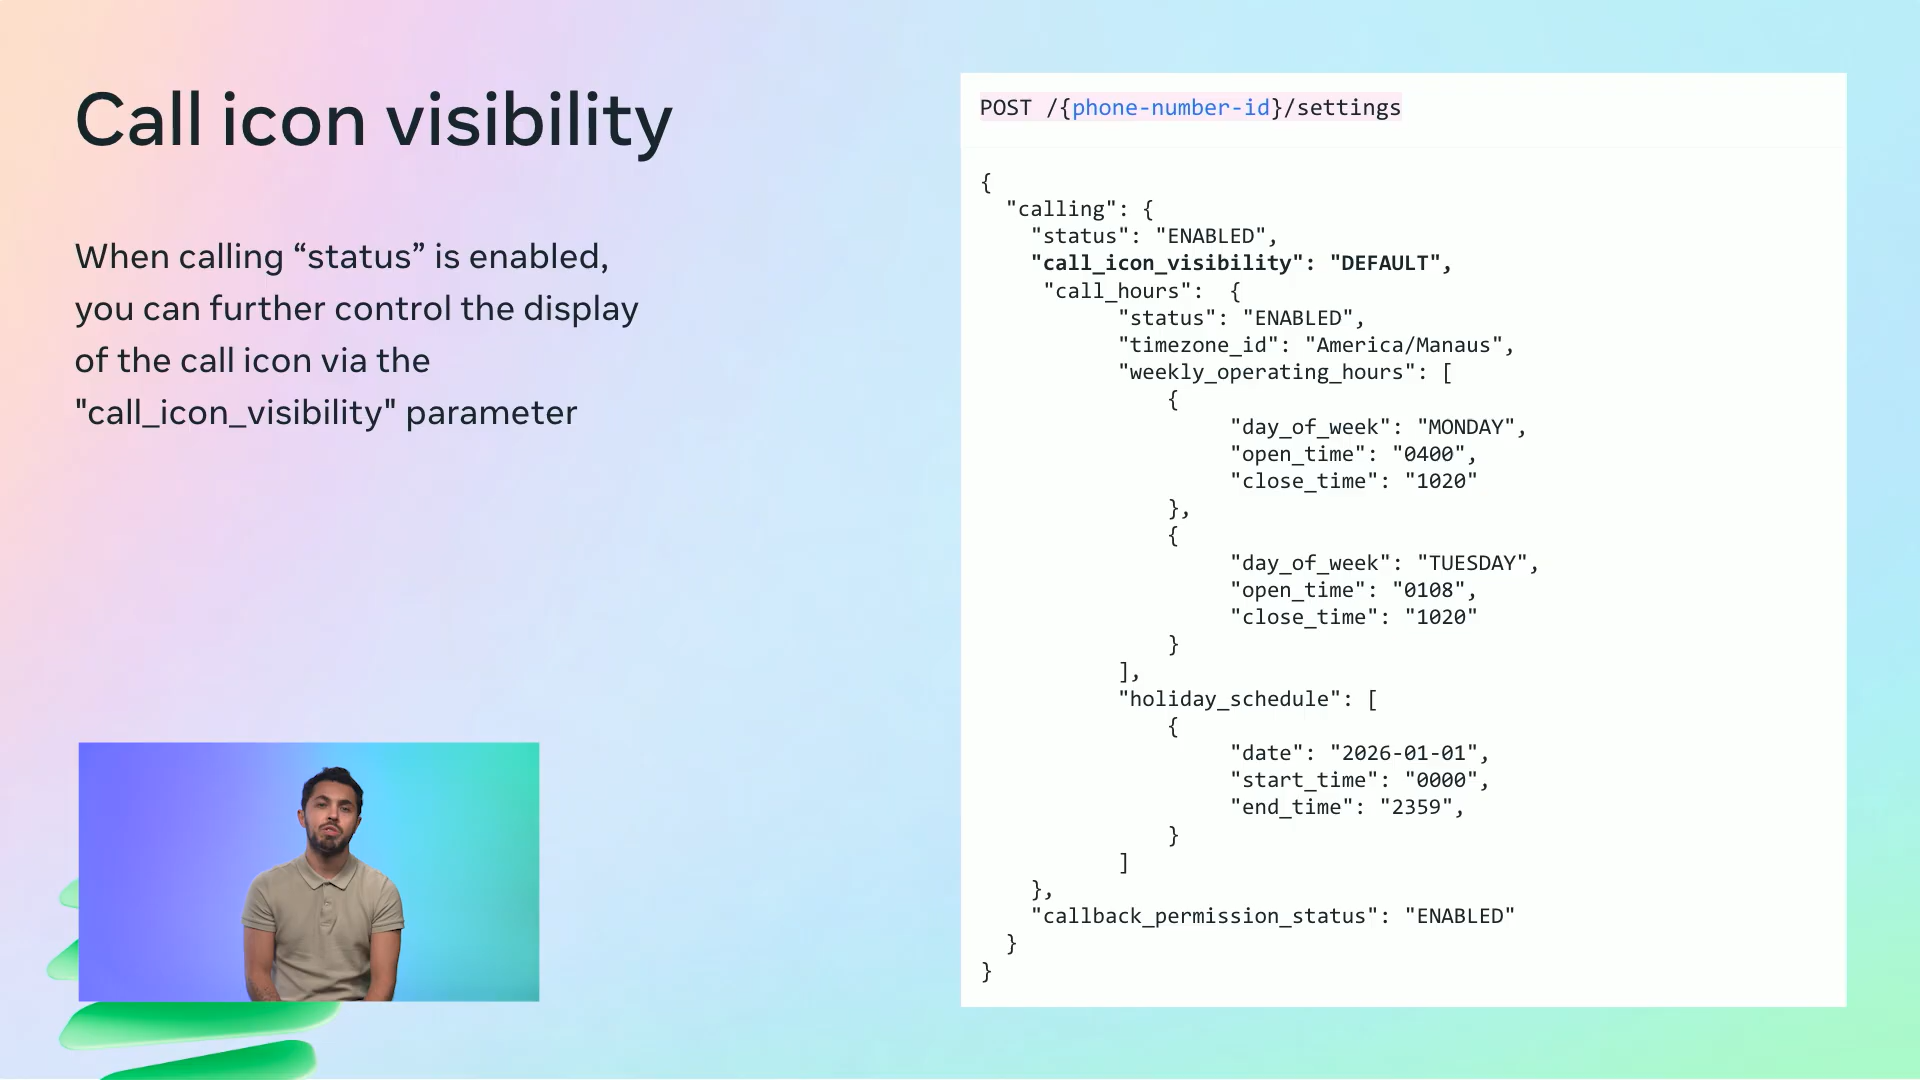 Call icon visibility
When calling “status” is enabled,
you can further control the display
of the call icon via the
"call_icon_visibility" parameter
POST /{phone-number-id}/settings
{
  "calling": {
    "status": "ENABLED",
    "call_icon_visibility": "DEFAULT",
     "call_hours":  {
           "status": "ENABLED",
           "timezone_id": "America/Manaus",
           "weekly_operating_hours": [
               {
                    "day_of_week": "MONDAY",
                    "open_time": "0400",
                    "close_time": "1020"
               },
               {
                    "day_of_week": "TUESDAY",
                    "open_time": "0108",
                    "close_time": "1020"
               }
           ],
           "holiday_schedule": [
               {
                    "date": "2026-01-01",
                    "start_time": "0000",
                    "end_time": "2359",
               }
           ]
    },
    "callback_permission_status": "ENABLED"
  }
}